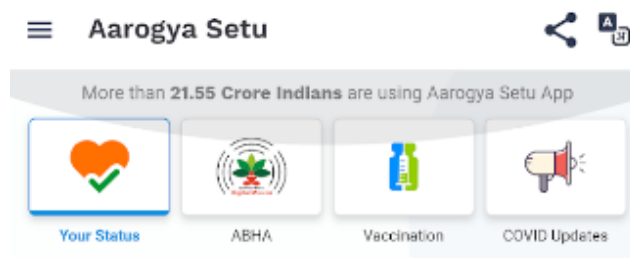 Aarogya Setu
More than 21.55 Crore Indians are using Aarogya Setu App
Your Status ABHA Vaccination COVID Updates